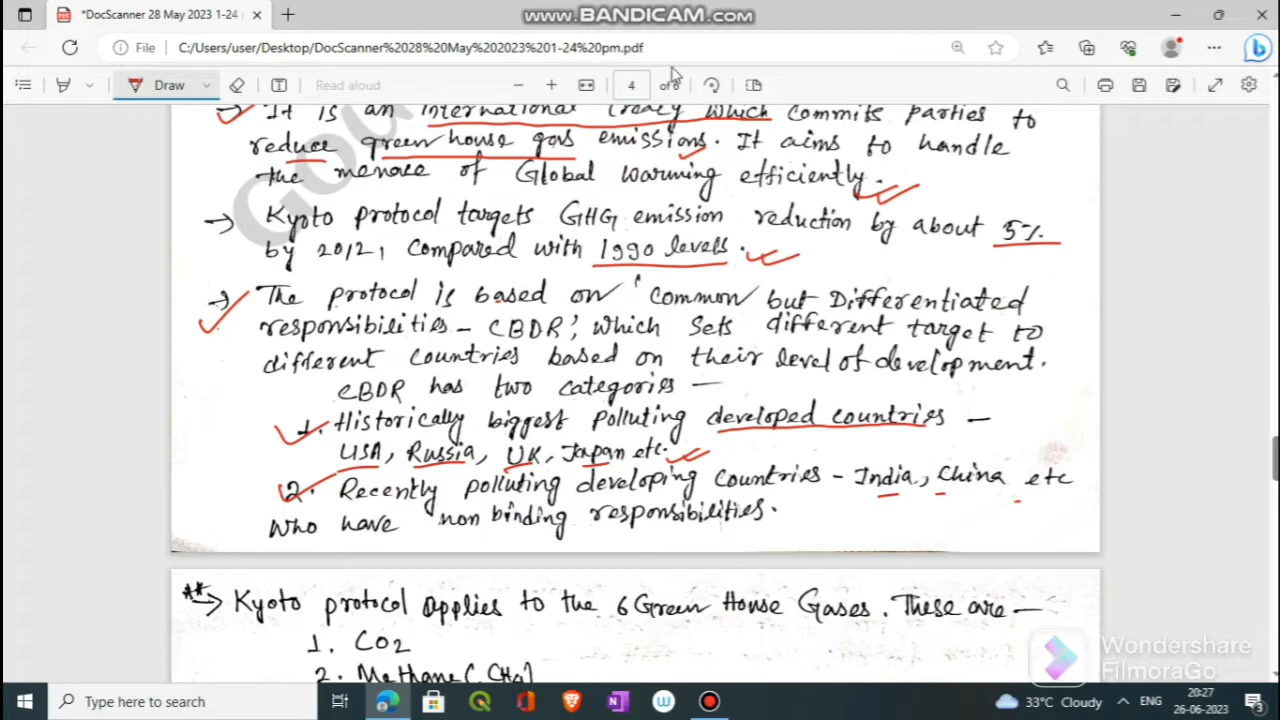 www.BANDICAM.com
*DocScanner 28 May 2023 1-24
File
C:/Users/user/Desktop/DocScanner%2028%20May%202023%201-24%20pm.pdf
Draw
Read aloud
4
of 8
→ It is an international treaty which commits parties to
reduce green house gas emissions. It aims to handle
the menace of Global warming efficiently.
→ Kyoto protocol targets GHG emission reduction by about 5%
by 2012, compared with 1990 levels.
→ The protocol is based on 'common but Differentiated
responsibilities - CBDR', which sets different target to
different countries based on their level of development.
CBDR has two categories —
1. Historically biggest polluting developed countries —
USA, Russia, UK, Japan etc.
2. Recently polluting developing countries - India, China etc
who have non binding responsibilities.
** → Kyoto protocol applies to the 6 Green House Gases. These are —
1. CO2
2. Methane (CH4)
Wondershare
FilmoraGo
Type here to search
33°C Cloudy
ENG
20:27
26-06-2023
3